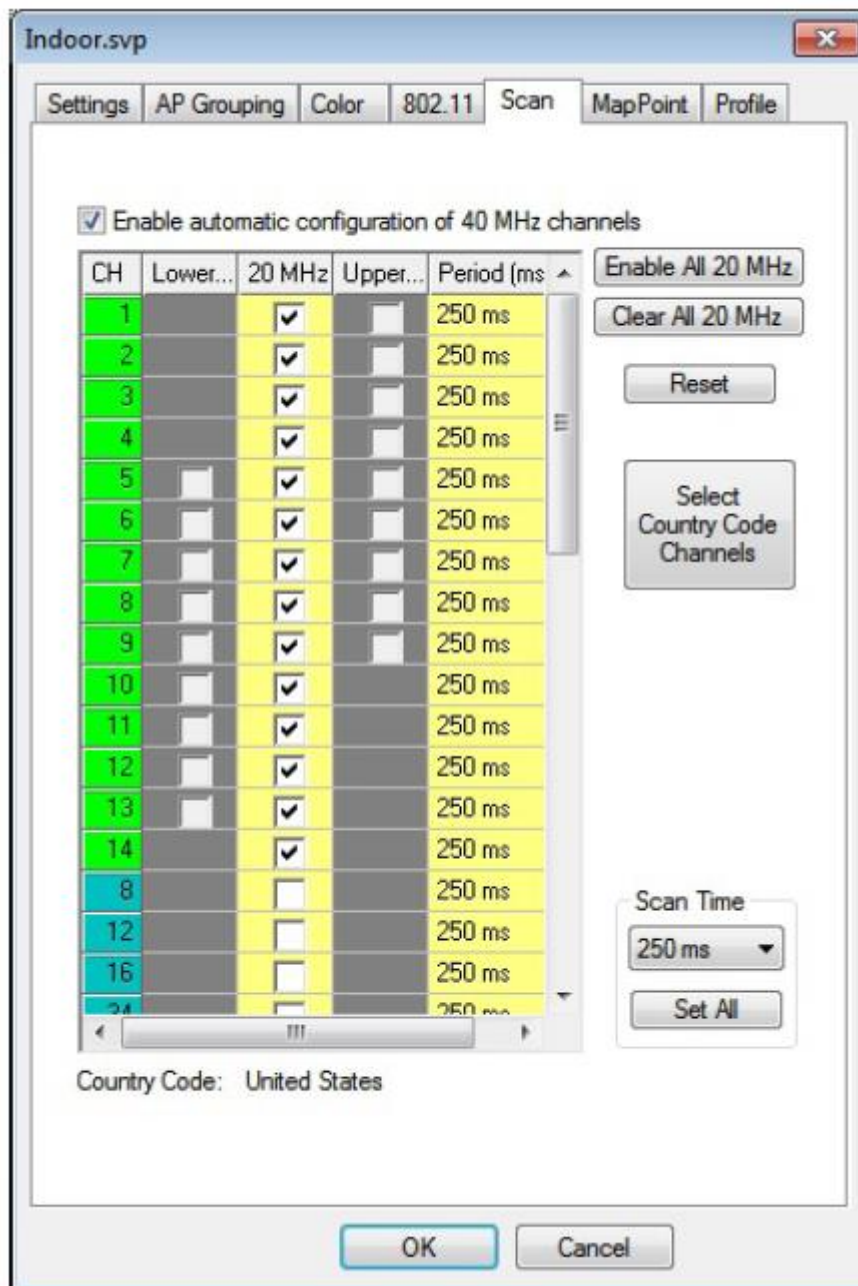 Indoor.svp
Settings AP Grouping Color 802.11 Scan MapPoint Profile
Enable automatic configuration of 40 MHz channels
CH Lower... 20 MHz Upper... Period (ms
1 250 ms
2 250 ms
3 250 ms
4 250 ms
5 250 ms
6 250 ms
7 250 ms
8 250 ms
9 250 ms
10 250 ms
11 250 ms
12 250 ms
13 250 ms
14 250 ms
8 250 ms
12 250 ms
16 250 ms
24 250 ms
Enable All 20 MHz
Clear All 20 MHz
Reset
Select
Country Code
Channels
Scan Time
250 ms
Set All
Country Code: United States
OK Cancel